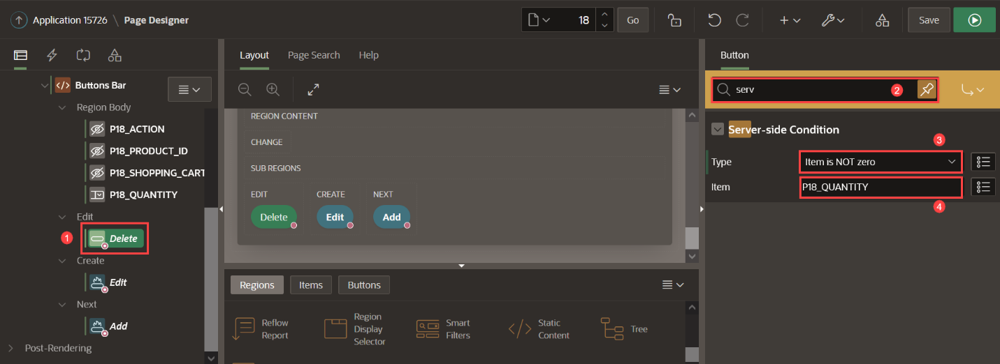 Application 15726 \ Page Designer
18
Go
Save
Layout
Page Search
Help
Button
Buttons Bar
Region Body
P18_ACTION
P18_PRODUCT_ID
P18_SHOPPING_CART
P18_QUANTITY
Edit
1
Delete
Create
Edit
Next
Add
Post-Rendering
REGION CONTENT
CHANGE
SUB REGIONS
EDIT
CREATE
NEXT
Delete
Edit
Add
Regions
Items
Buttons
Reflow
Report
Region
Display
Selector
Smart
Filters
Static
Content
Tree
serv
2
Server-side Condition
3
Type
Item is NOT zero
Item
P18_QUANTITY
4